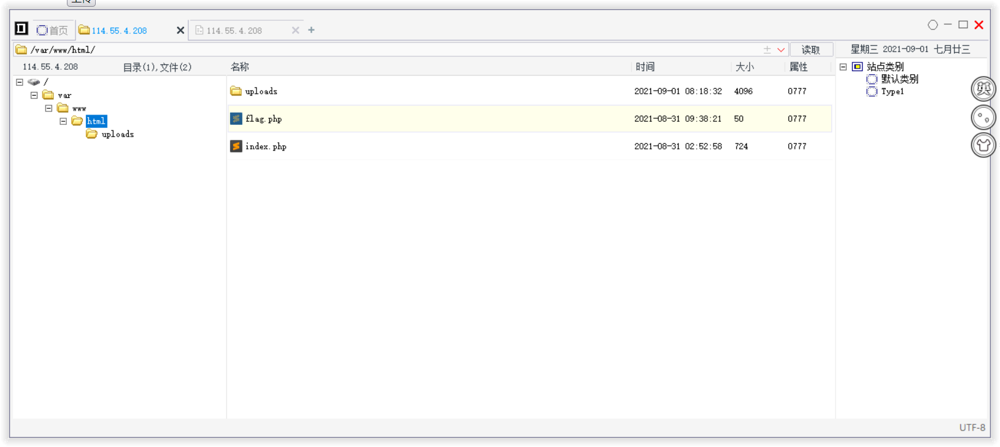 上传
首页 114.55.4.208 114.55.4.208
/var/www/html/ 读取 星期三 2021-09-01 七月廿三
114.55.4.208 目录(1),文件(2) 名称 时间 大小 属性 站点类别
/
默认类别
Type1
var
www
html
uploads
uploads 2021-09-01 08:18:32 4096 0777
flag.php 2021-08-31 09:38:21 50 0777
index.php 2021-08-31 02:52:58 724 0777
英
UTF-8